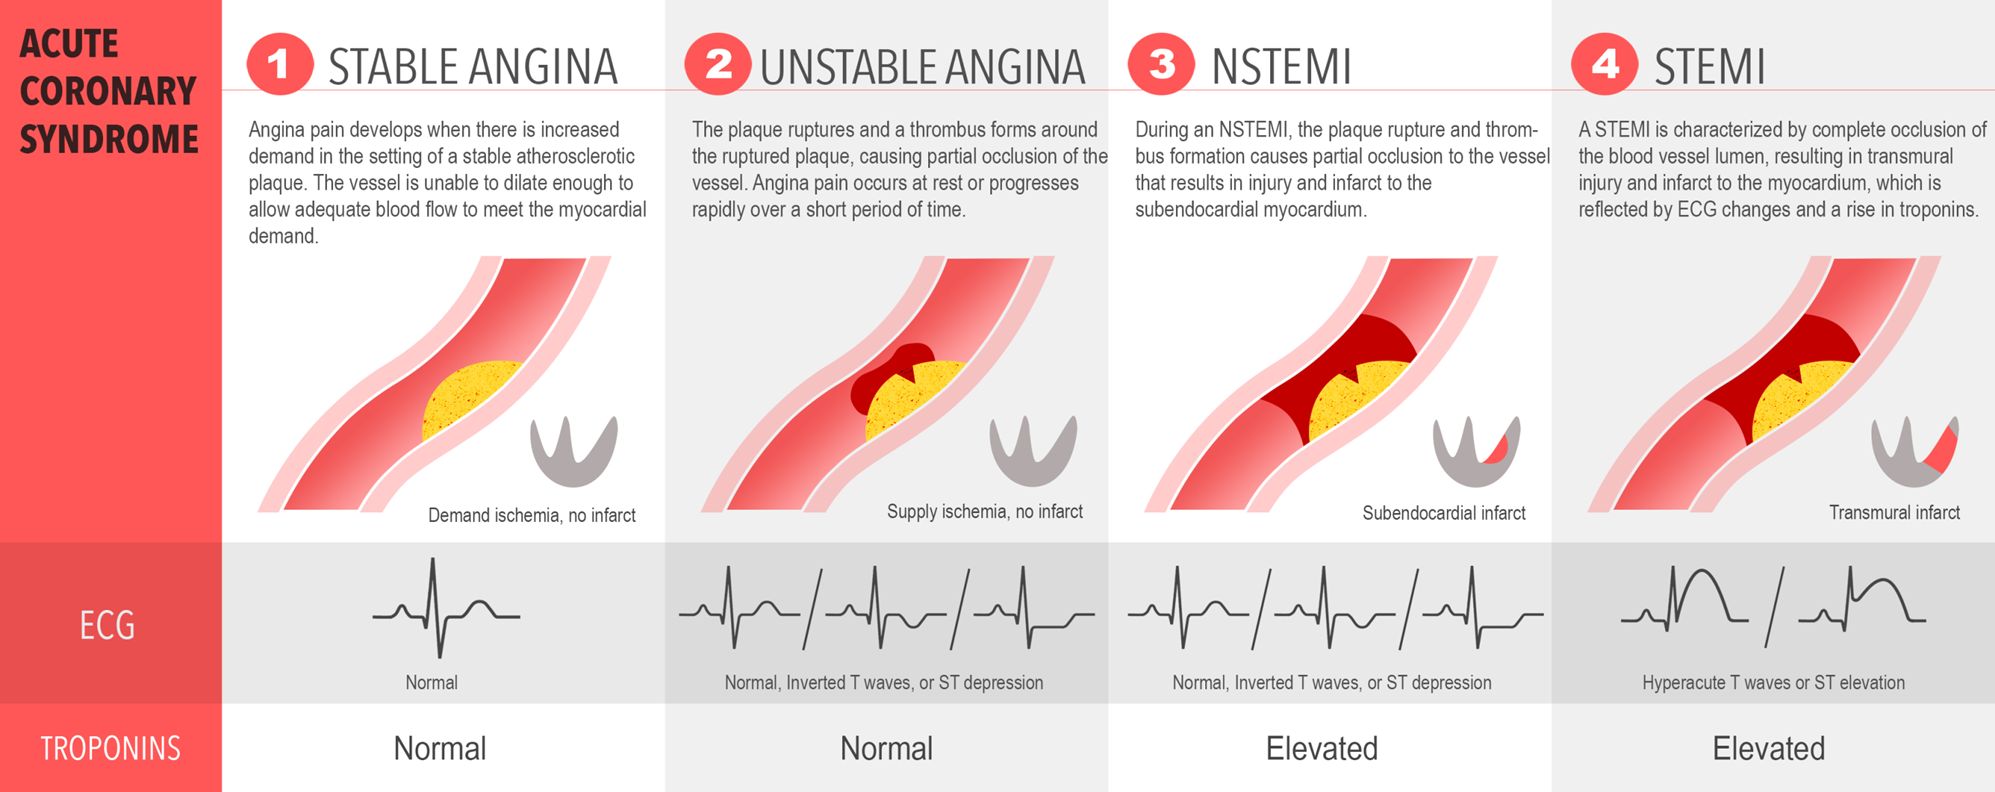 ACUTE
CORONARY
SYNDROME
1 STABLE ANGINA
Angina pain develops when there is increased
demand in the setting of a stable atherosclerotic
plaque. The vessel is unable to dilate enough to
allow adequate blood flow to meet the myocardial
demand.
Demand ischemia, no infarct
2 UNSTABLE ANGINA
The plaque ruptures and a thrombus forms around
the ruptured plaque, causing partial occlusion of the
vessel. Angina pain occurs at rest or progresses
rapidly over a short period of time.
Supply ischemia, no infarct
3 NSTEMI
During an NSTEMI, the plaque rupture and throm-
bus formation causes partial occlusion to the vessel
that results in injury and infarct to the
subendocardial myocardium.
Subendocardial infarct
4 STEMI
A STEMI is characterized by complete occlusion of
the blood vessel lumen, resulting in transmural
injury and infarct to the myocardium, which is
reflected by ECG changes and a rise in troponins.
Transmural infarct
ECG
Normal
Normal, Inverted T waves, or ST depression
Normal, Inverted T waves, or ST depression
Hyperacute T waves or ST elevation
TROPONINS
Normal
Normal
Elevated
Elevated